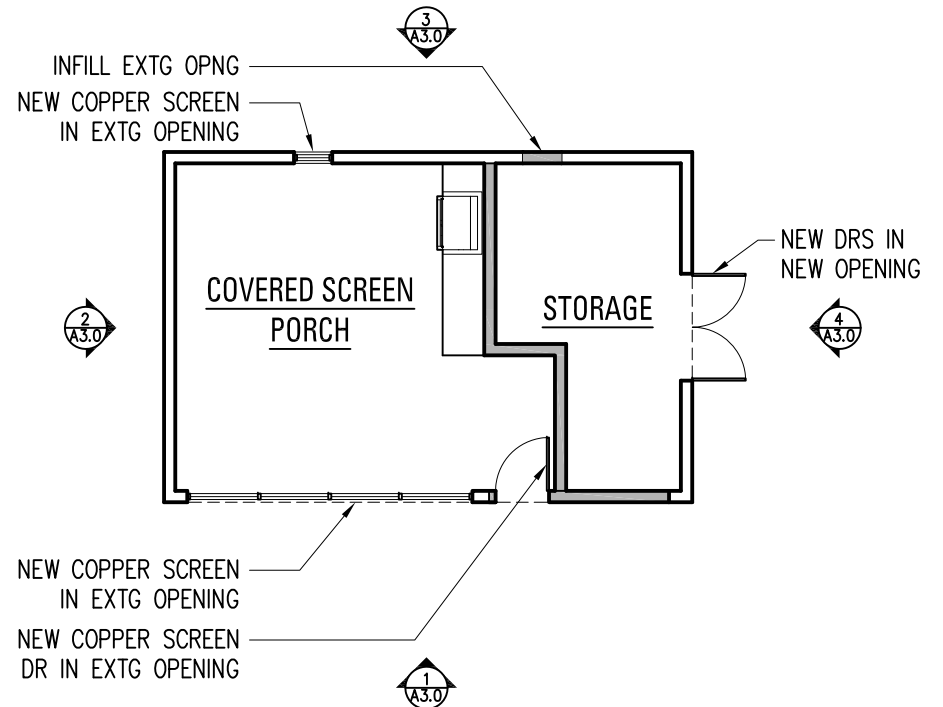 3
A3.0
INFILL EXTG OPNG
NEW COPPER SCREEN
IN EXTG OPENING
NEW DRS IN
NEW OPENING
COVERED SCREEN
PORCH
STORAGE
2
A3.0
4
A3.0
NEW COPPER SCREEN
IN EXTG OPENING
NEW COPPER SCREEN
DR IN EXTG OPENING
1
A3.0